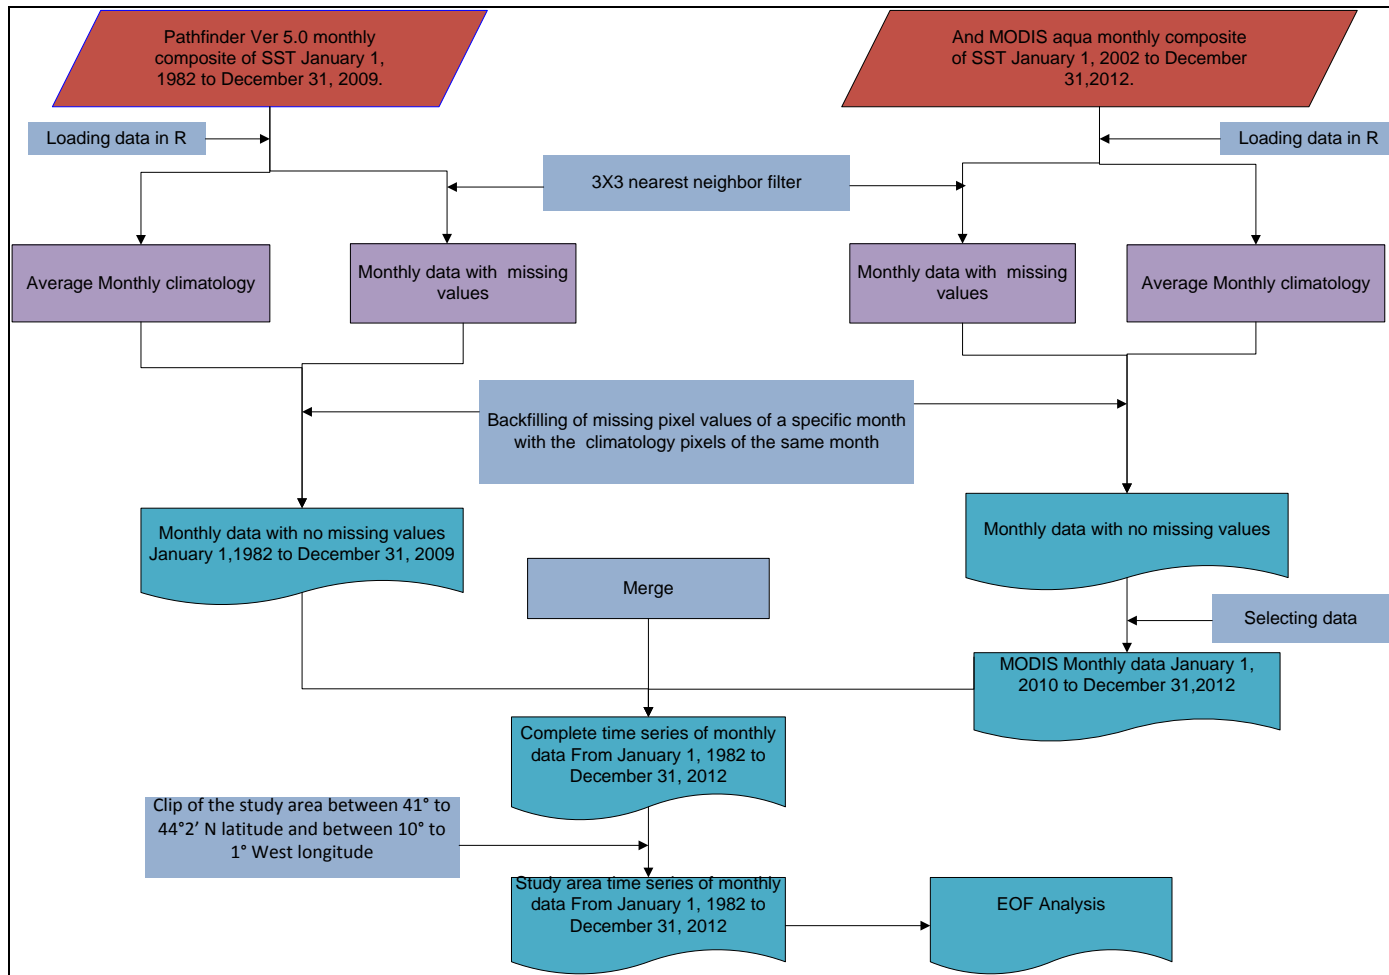 Pathfinder Ver 5.0 monthly
composite of SST January 1,
1982 to December 31, 2009.
And MODIS aqua monthly composite
of SST January 1, 2002 to December
31,2012.
Loading data in R
Loading data in R
3X3 nearest neighbor filter
Average Monthly climatology
Monthly data with missing
values
Monthly data with missing
values
Average Monthly climatology
Backfilling of missing pixel values of a specific month
with the climatology pixels of the same month
Monthly data with no missing values
January 1,1982 to December 31, 2009
Monthly data with no missing values
Merge
Selecting data
MODIS Monthly data January 1,
2010 to December 31,2012
Complete time series of monthly
data From January 1, 1982 to
December 31, 2012
Clip of the study area between 41° to
44°2’ N latitude and between 10° to
1° West longitude
Study area time series of monthly
data From January 1, 1982 to
December 31, 2012
EOF Analysis